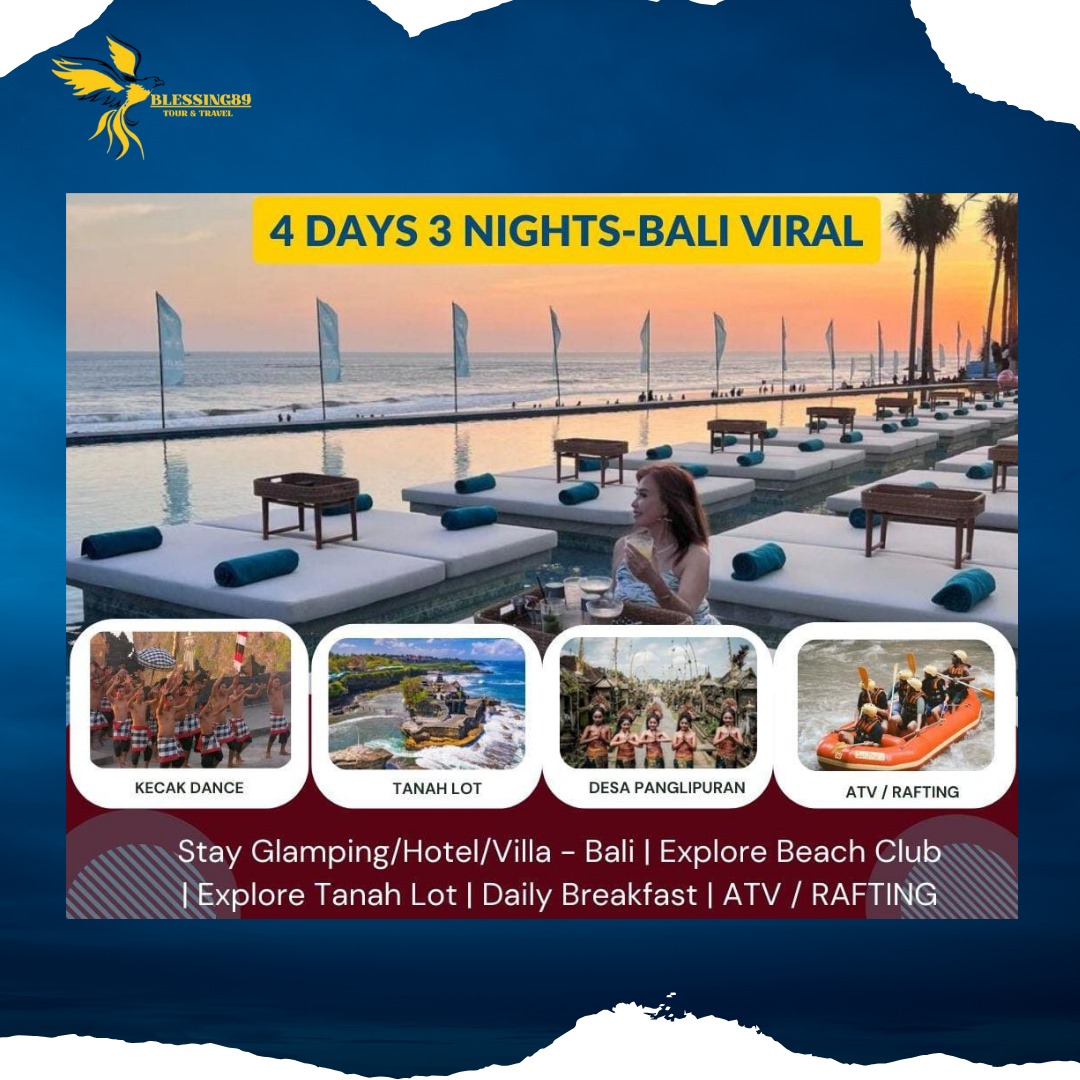 BLESSING89
TOUR & TRAVEL
4 DAYS 3 NIGHTS-BALI VIRAL
KECAK DANCE
TANAH LOT
DESA PANGLIPURAN
ATV / RAFTING
Stay Glamping/Hotel/Villa – Bali | Explore Beach Club
| Explore Tanah Lot | Daily Breakfast | ATV / RAFTING